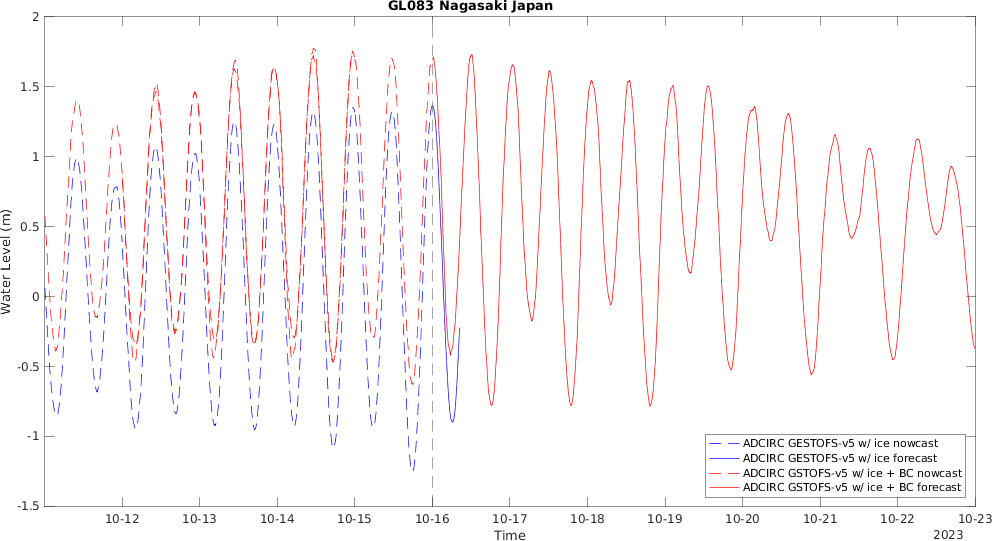 GL083 Nagasaki Japan
2
1.5
1
0.5
0
-0.5
-1
-1.5
Water Level (m)
10-12 10-13 10-14 10-15 10-16 10-17 10-18 10-19 10-20 10-21 10-22 10-23
2023
Time
ADCIRC GESTOFS-v5 w/ ice nowcast
ADCIRC GESTOFS-v5 w/ ice forecast
ADCIRC GSTOFS-v5 w/ ice + BC nowcast
ADCIRC GSTOFS-v5 w/ ice + BC forecast